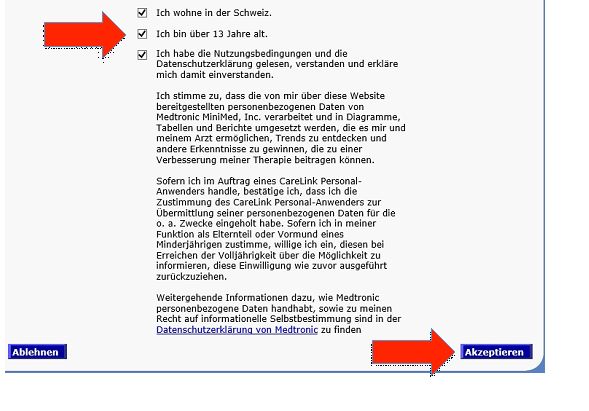 Ich wohne in der Schweiz.
Ich bin über 13 Jahre alt.
Ich habe die Nutzungsbedingungen und die
Datenschutzerklärung gelesen, verstanden und erkläre
mich damit einverstanden.
Ich stimme zu, dass die von mir über diese Website
bereitgestellten personenbezogenen Daten von
Medtronic MiniMed, Inc. verarbeitet und in Diagramme,
Tabellen und Berichte umgesetzt werden, die es mir und
meinem Arzt ermöglichen, Trends zu entdecken und
andere Erkenntnisse zu gewinnen, die zu einer
Verbesserung meiner Therapie beitragen können.
Sofern ich im Auftrag eines CareLink Personal-
Anwenders handle, bestätige ich, dass ich die
Zustimmung des CareLink Personal-Anwenders zur
Übermittlung seiner personenbezogenen Daten für die
o. a. Zwecke eingeholt habe. Sofern ich in meiner
Funktion als Elternteil oder Vormund eines
Minderjährigen zustimme, willige ich ein, diesen bei
Erreichen der Volljährigkeit über die Möglichkeit zu
informieren, diese Einwilligung wie zuvor ausgeführt
zurückzuziehen.
Weitergehende Informationen dazu, wie Medtronic
personenbezogene Daten handhabt, sowie zu meinen
Recht auf informationelle Selbstbestimmung sind in der
Datenschutzerklärung von Medtronic zu finden
Ablehnen
Akzeptieren